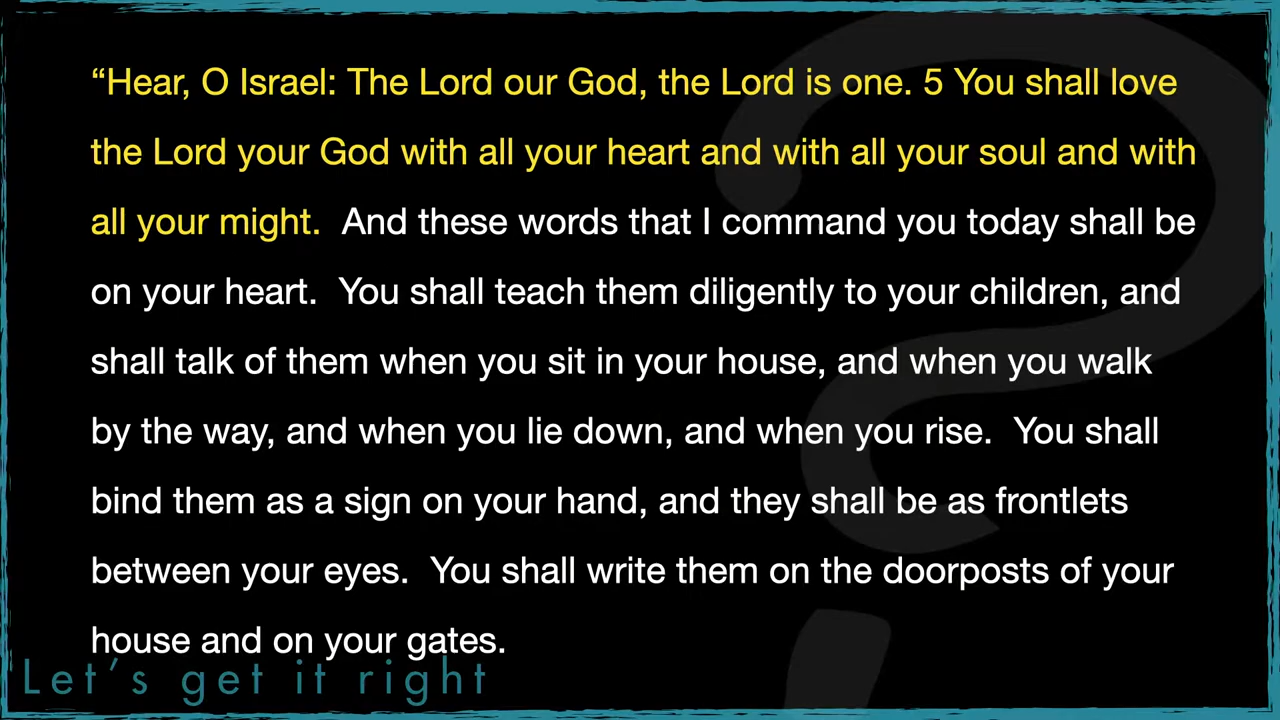 “Hear, O Israel: The Lord our God, the Lord is one. 5 You shall love
the Lord your God with all your heart and with all your soul and with
all your might.  And these words that I command you today shall be
on your heart.  You shall teach them diligently to your children, and
shall talk of them when you sit in your house, and when you walk
by the way, and when you lie down, and when you rise.  You shall
bind them as a sign on your hand, and they shall be as frontlets
between your eyes.  You shall write them on the doorposts of your
house and on your gates.
Let’s get it right